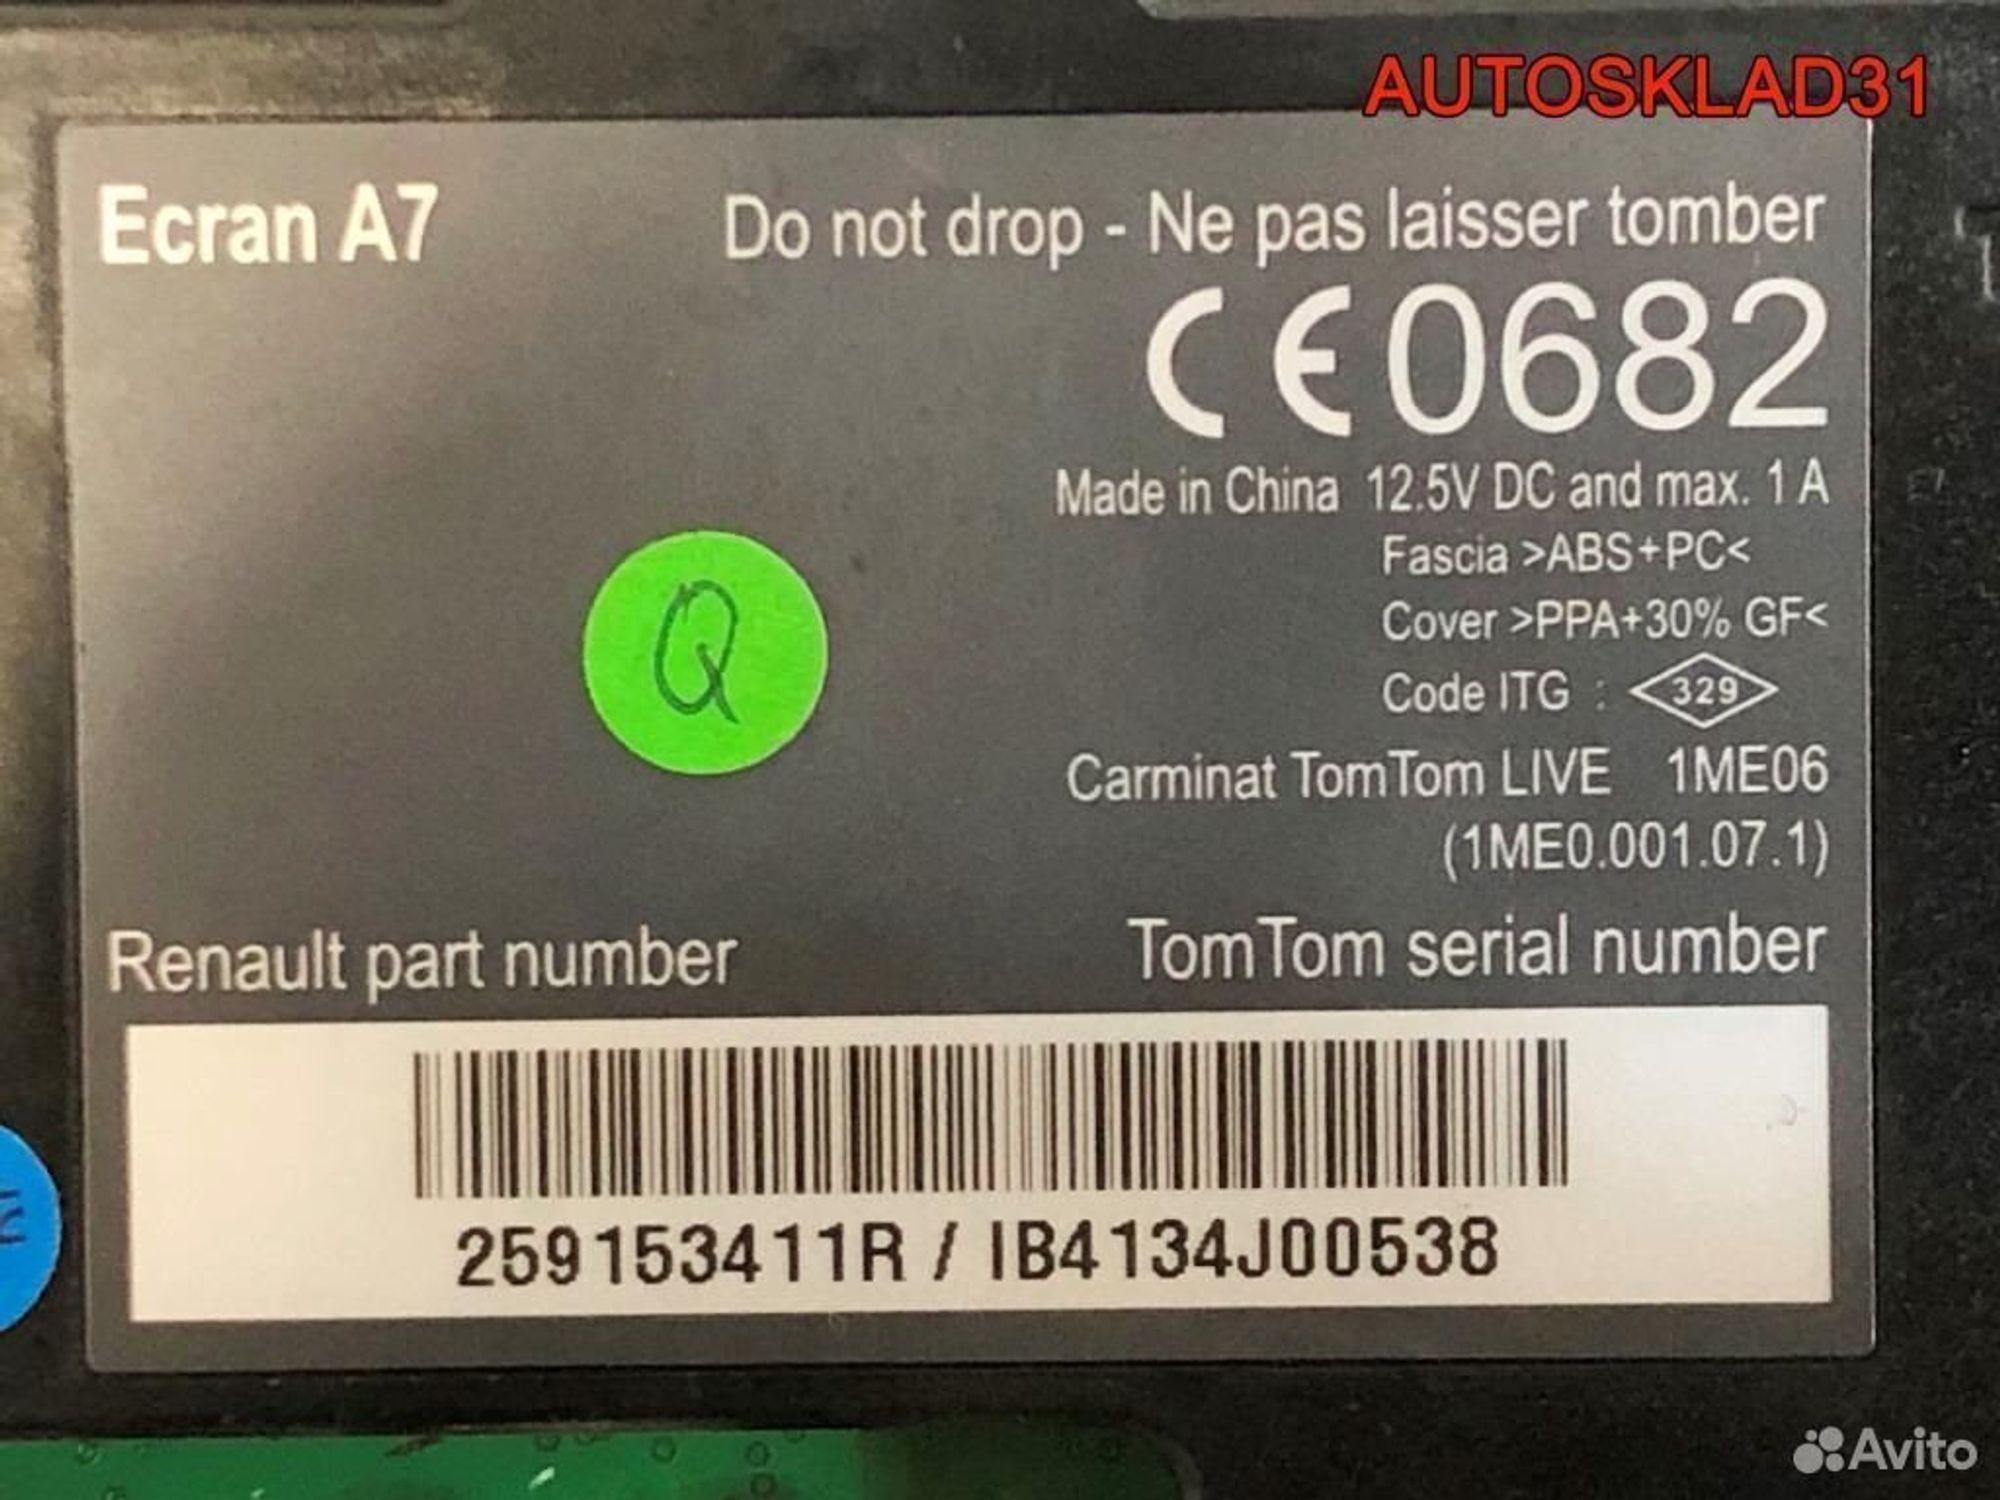 AUTOSKLAD31
Ecran A7
Do not drop - Ne pas laisser tomber
CE0682
Made in China 12.5V DC and max. 1 A
Fascia >ABS+PC<
Cover >PPA+30% GF<
Code ITG : 329
Q
Carminat TomTom LIVE 1ME06
(1ME0.001.07.1)
Renault part number
TomTom serial number
259153411R / IB4134J00538
Avito